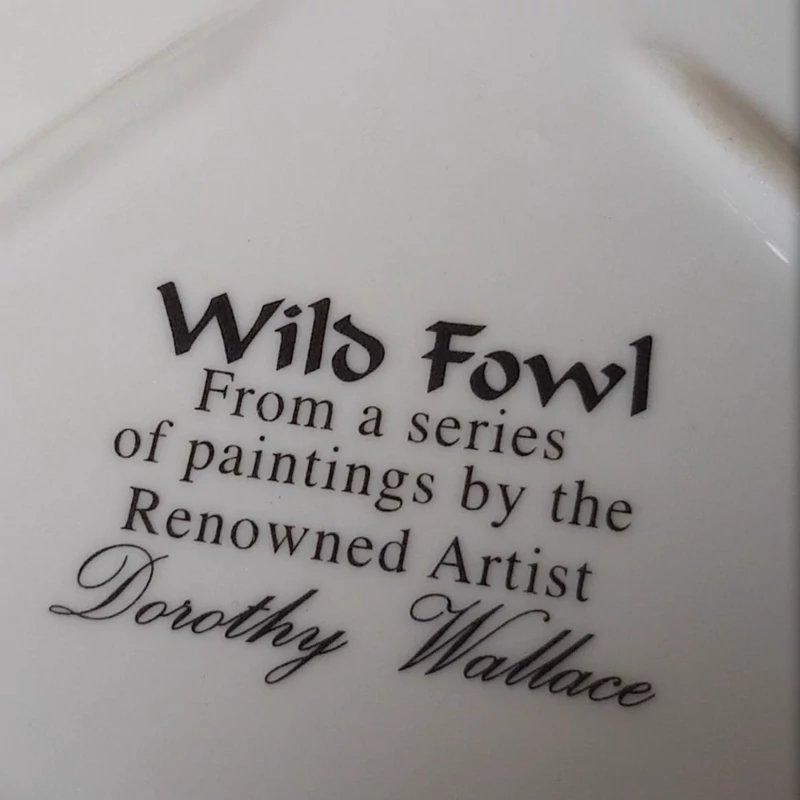 Wild Fowl
From a series
of paintings by the
Renowned Artist
Dorothy Wallace